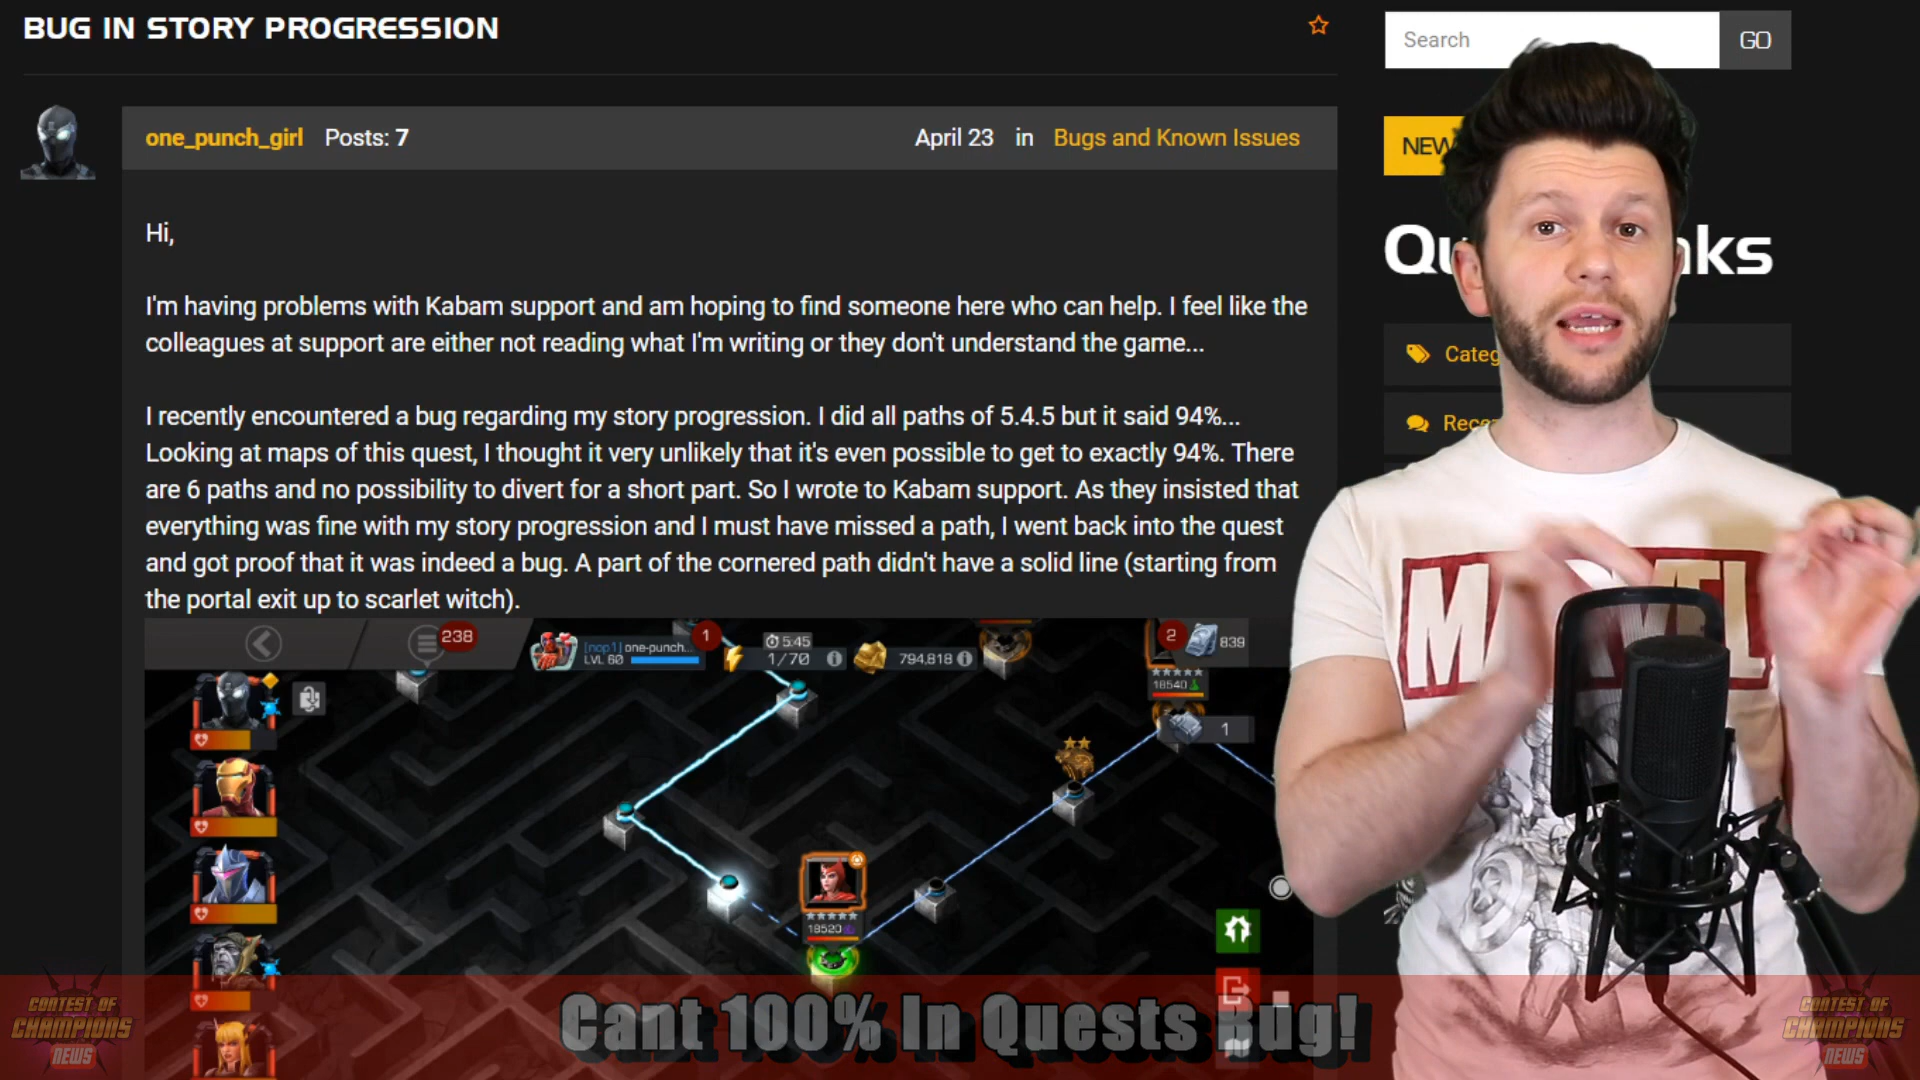 BUG IN STORY PROGRESSION
Search
GO
one_punch_girl Posts: 7
April 23 in Bugs and Known Issues
NEW
Hi,
I'm having problems with Kabam support and am hoping to find someone here who can help. I feel like the
colleagues at support are either not reading what I'm writing or they don't understand the game...
I recently encountered a bug regarding my story progression. I did all paths of 5.4.5 but it said 94%...
Looking at maps of this quest, I thought it very unlikely that it's even possible to get to exactly 94%. There
are 6 paths and no possibility to divert for a short part. So I wrote to Kabam support. As they insisted that
everything was fine with my story progression and I must have missed a path, I went back into the quest
and got proof that it was indeed a bug. A part of the cornered path didn't have a solid line (starting from
the portal exit up to scarlet witch).
238
[nop1] one-punch...
LVL 60
1
5:45
1/70
794,818
2
839
18540
1
18520
MARVEL
Cant 100% In Quests Bug!
CONTEST OF
CHAMPIONS
NEWS
CONTEST OF
CHAMPIONS
NEWS